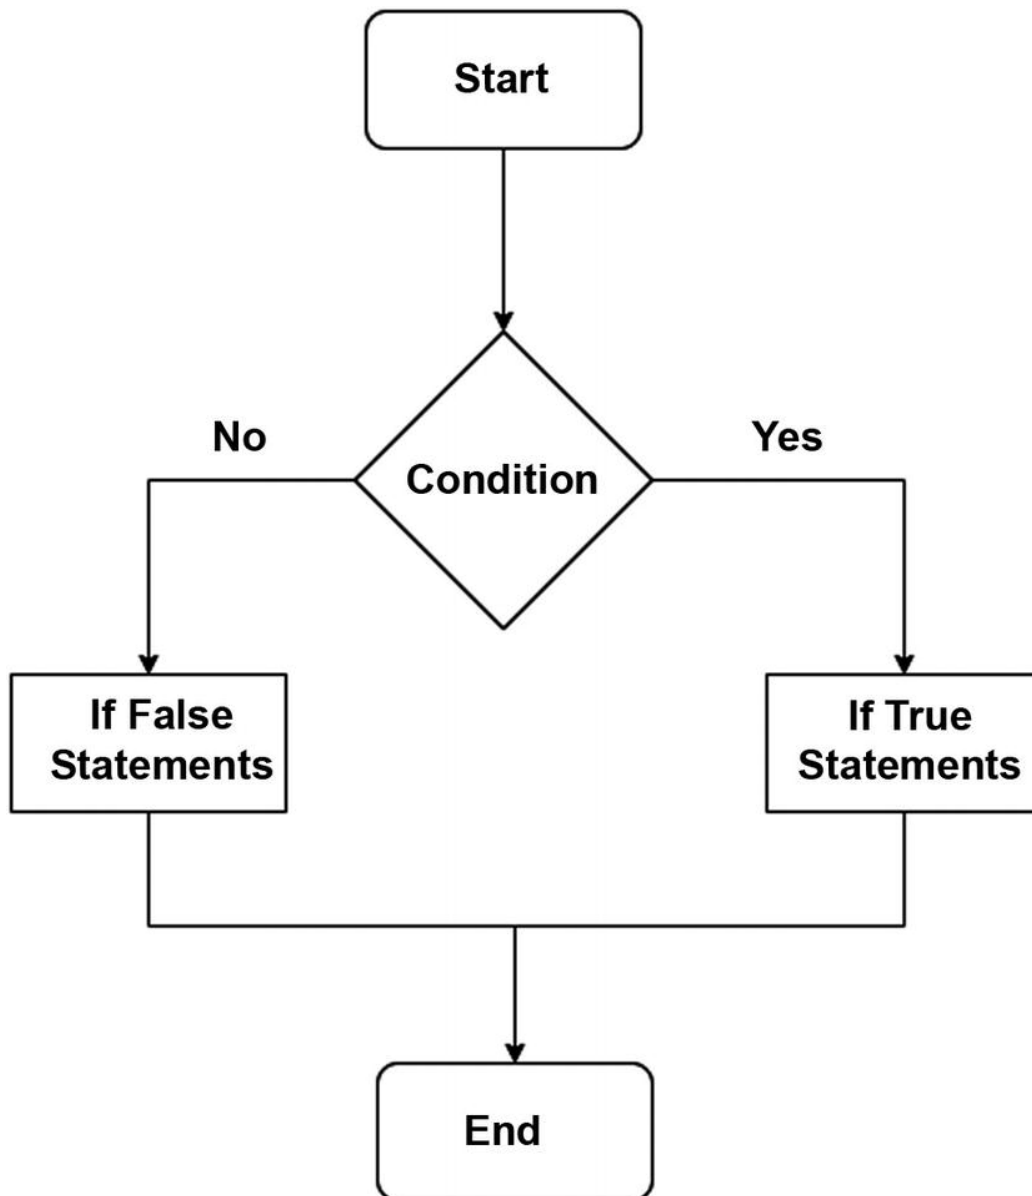 Start
No
Yes
Condition
If False
Statements
If True
Statements
End